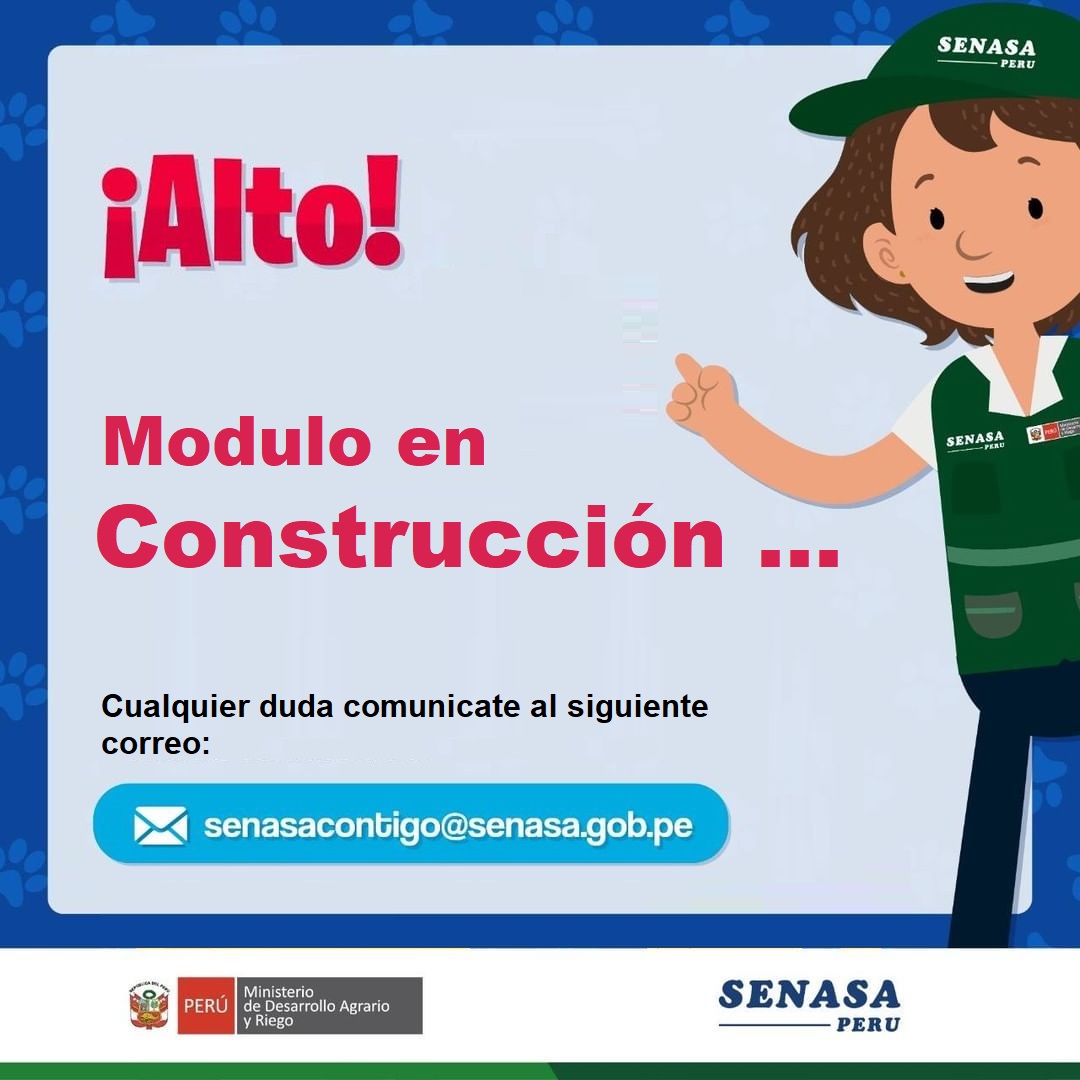 SENASA
PERU
¡Alto!
Modulo en
Construcción ...
SENASA
PERU
PERÚ
Cualquier duda comunicate al siguiente
correo:
senasacontigo@senasa.gob.pe
PERÚ
Ministerio
de Desarrollo Agrario
y Riego
SENASA
PERU